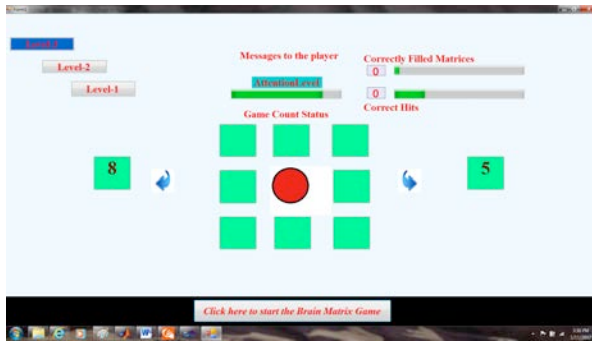 Level-2
Level-1
Messages to the player
AttentionLevel
Game Count Status
Correctly Filled Matrices
0
0
Correct Hits
8
5
Click here to start the Brain Matrix Game